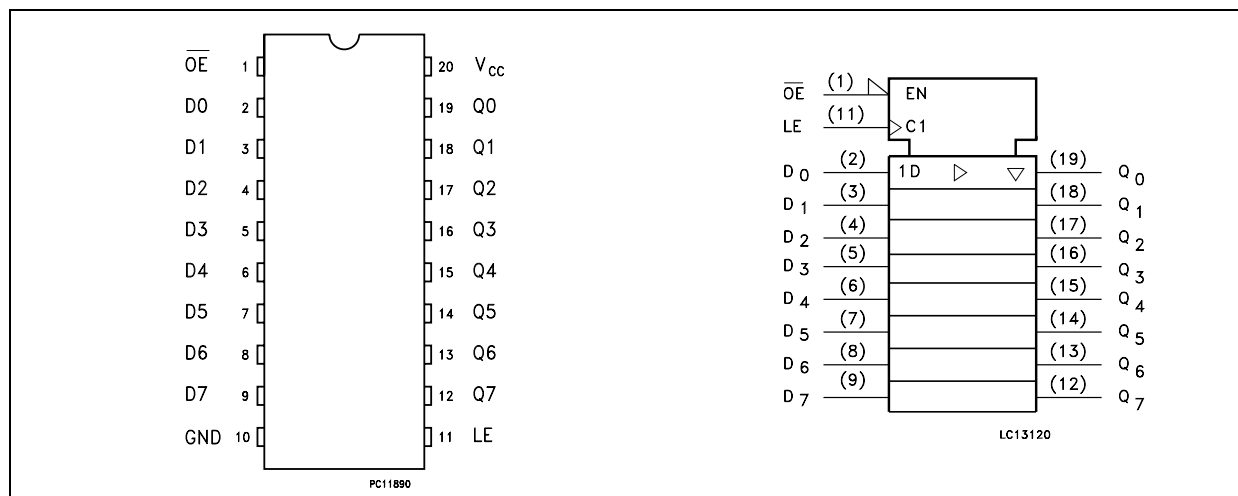 OE 1 20 VCC
D0 2 19 Q0
D1 3 18 Q1
D2 4 17 Q2
D3 5 16 Q3
D4 6 15 Q4
D5 7 14 Q5
D6 8 13 Q6
D7 9 12 Q7
GND 10 11 LE
PC11890
OE (1) EN
LE (11) C1
D0 (2) 1D (19) Q0
D1 (3) (18) Q1
D2 (4) (17) Q2
D3 (5) (16) Q3
D4 (6) (15) Q4
D5 (7) (14) Q5
D6 (8) (13) Q6
D7 (9) (12) Q7
LC13120